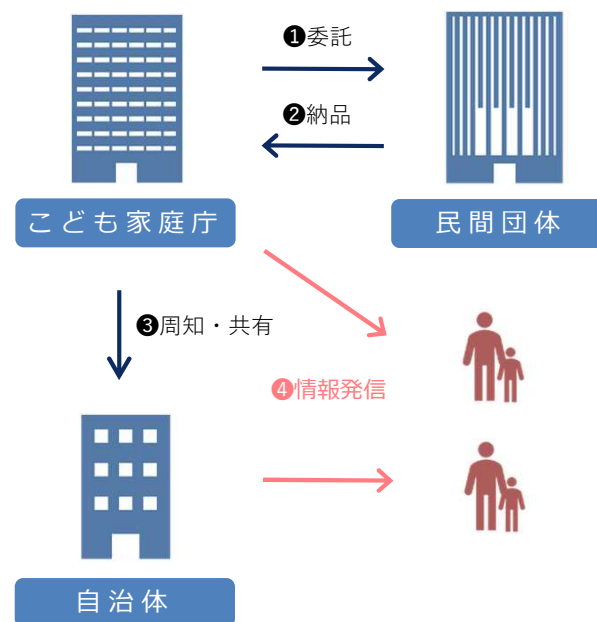 ❶委託
❷納品
こども家庭庁
民間団体
❸周知・共有
❹情報発信
自治体